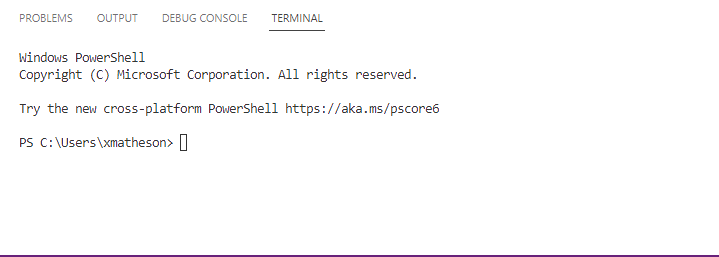 PROBLEMS OUTPUT DEBUG CONSOLE TERMINAL
Windows PowerShell
Copyright (C) Microsoft Corporation. All rights reserved.
Try the new cross-platform PowerShell https://aka.ms/pscore6
PS C:\Users\xmatheson>